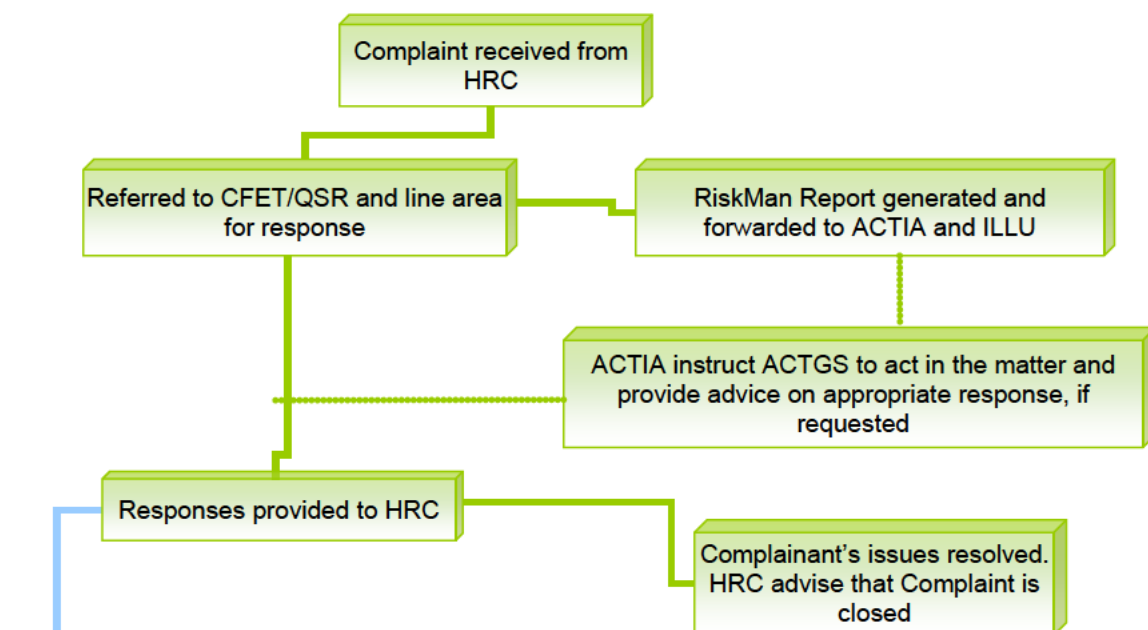 Complaint received from
HRC
Referred to CFET/QSR and line area
for response
RiskMan Report generated and
forwarded to ACTIA and ILLU
ACTIA instruct ACTGS to act in the matter and
provide advice on appropriate response, if
requested
Responses provided to HRC
Complainant's issues resolved.
HRC advise that Complaint is
closed